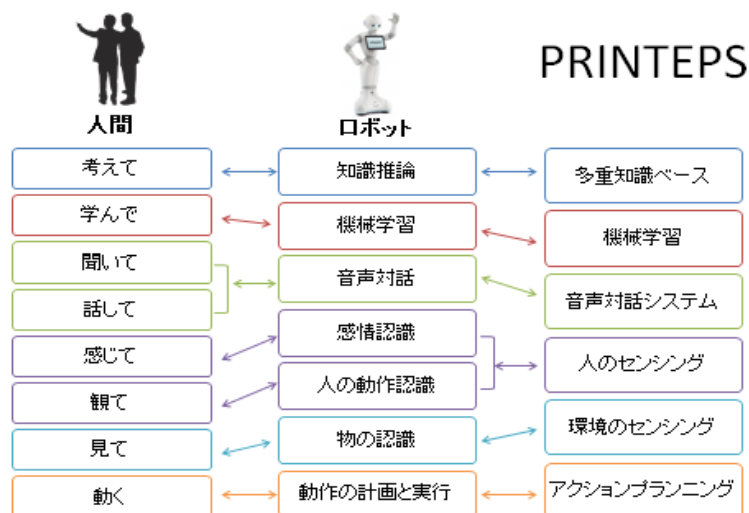 PRINTEPS
人間
ロボット
考えて
知識推論
多重知識ベース
学んで
機械学習
機械学習
聞いて
話して
音声対話
音声対話システム
感じて
感情認識
観て
人の動作認識
人のセンシング
見て
物の認識
環境のセンシング
動く
動作の計画と実行
アクションプランニング